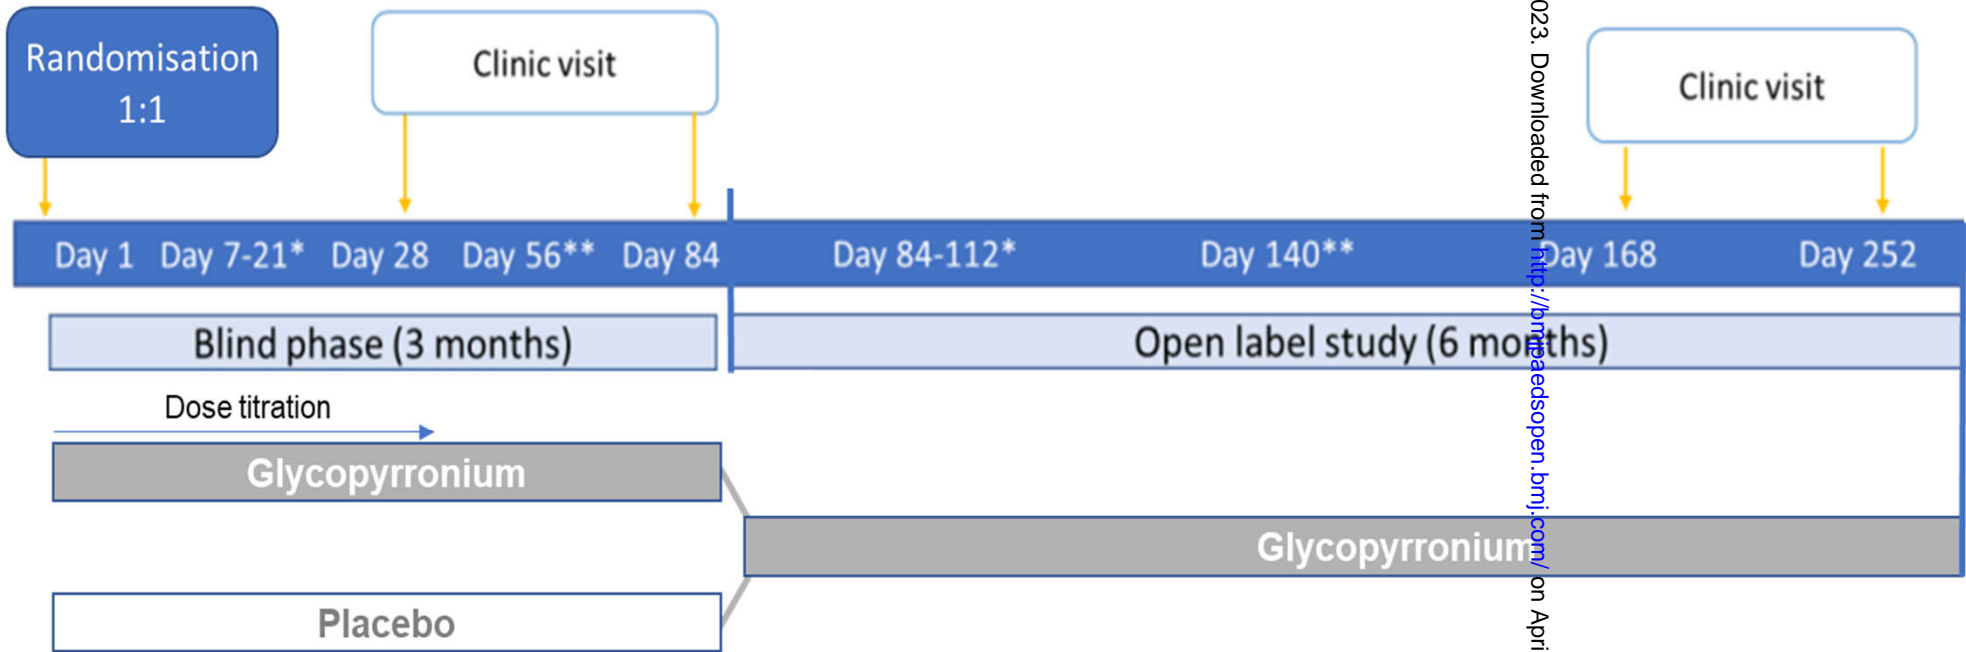 Randomisation
1:1
Clinic visit
Clinic visit
Day 1 Day 7-21* Day 28 Day 56** Day 84 Day 84-112* Day 140** Day 168 Day 252
Blind phase (3 months)
Open label study (6 months)
Dose titration
Glycopyrronium
Glycopyrronium
Placebo
023. Downloaded from http://bmjpaedsopen.bmj.com/ on Apri